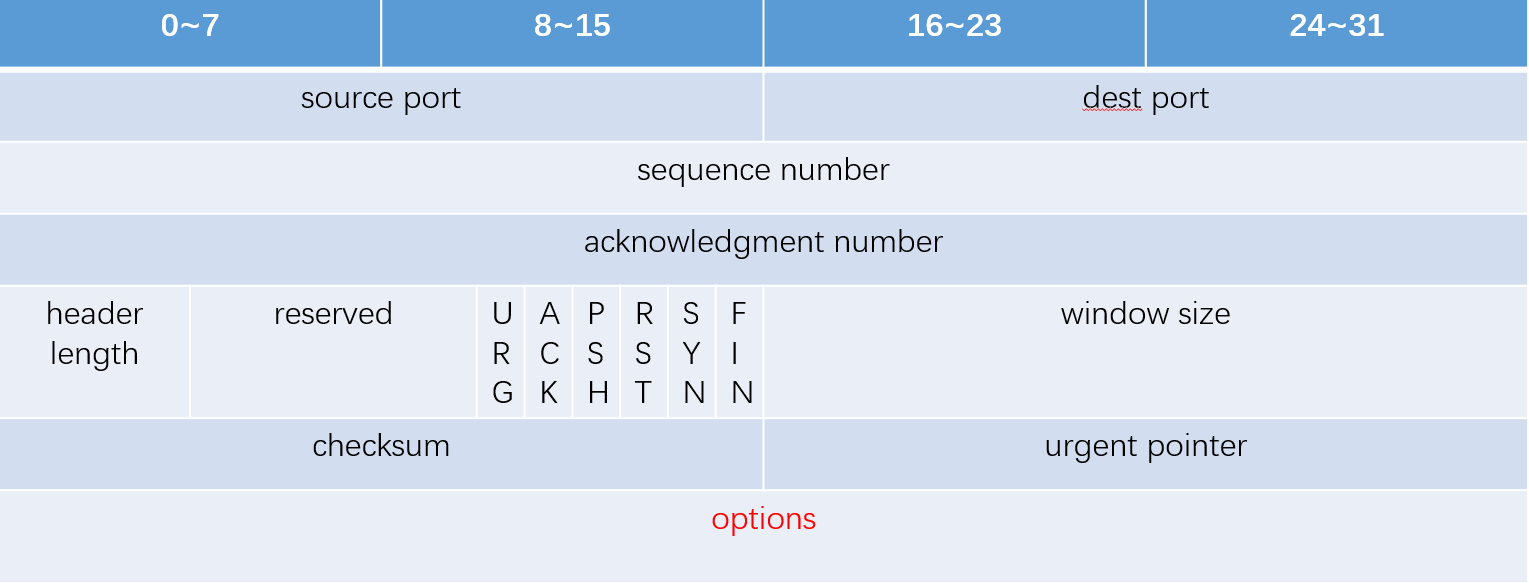 0~7 8~15 16~23 24~31
source port dest port
sequence number
acknowledgment number
header length reserved URG ACK PSH RST SYN FIN window size
checksum urgent pointer
options